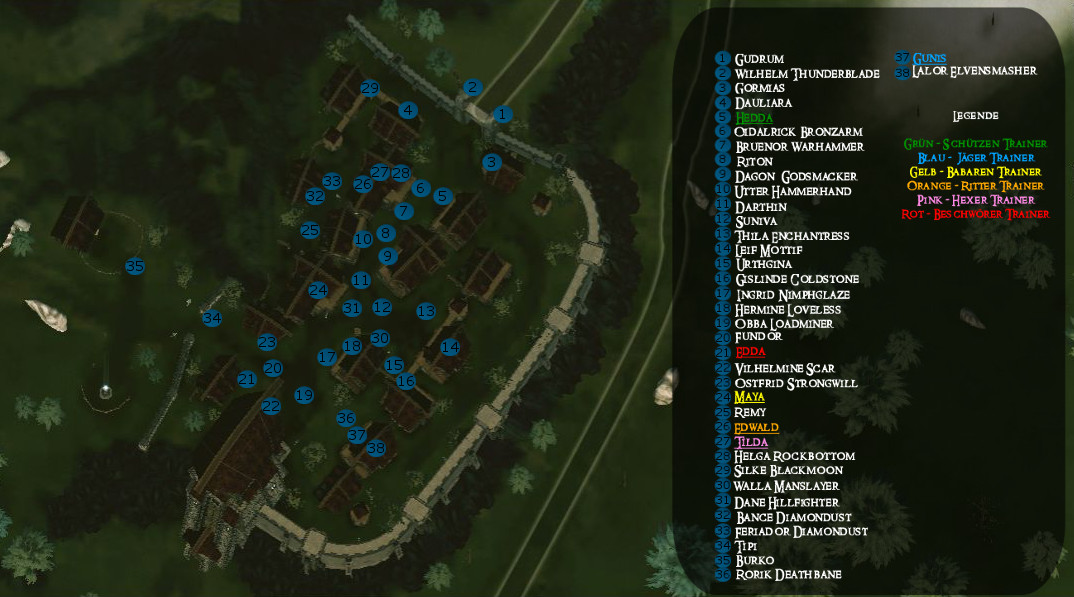 1 Gudrum
2 Wilhelm Thunderblade
3 Gormias
4 Dauliara
5 Hedda
6 Oidalrick Bronzarm
7 Bruenor Warhammer
8 Riton
9 Dagon Godsmacker
10 Utter Hammerhand
11 Darthin
12 Suniva
13 Thila Enchantress
14 Leif Mottif
15 Urthgina
16 Gislinde Goldstone
17 Ingrid Nimphglaze
18 Hermine Loveless
19 Obba Loadminer
20 Fundor
21 Edda
22 Vilhelmine Scar
23 Ostfrid Strongwill
24 Maya
25 Remy
26 Edwald
27 Tilda
28 Helga Rockbottom
29 Silke Blackmoon
30 Walla Manslayer
31 Dane Hillfighter
32 Bance Diamondust
33 Feriador Diamondust
34 Tipi
35 Burko
36 Rorik Deathbane
37 Gunis
38 Lalor Elvensmasher
Legende
Grün - Schützen Trainer
Blau - Jäger Trainer
Gelb - Babaren Trainer
Orange - Ritter Trainer
Pink - Hexer Trainer
Rot - Beschwörer Trainer
29
2
4
1
3
27 28
33 26 6
32 5
7
25 10 8
9
35
11
24
31 12 13
34
23 30
18 14
17
20 15
21 16
19
22
36
37
38